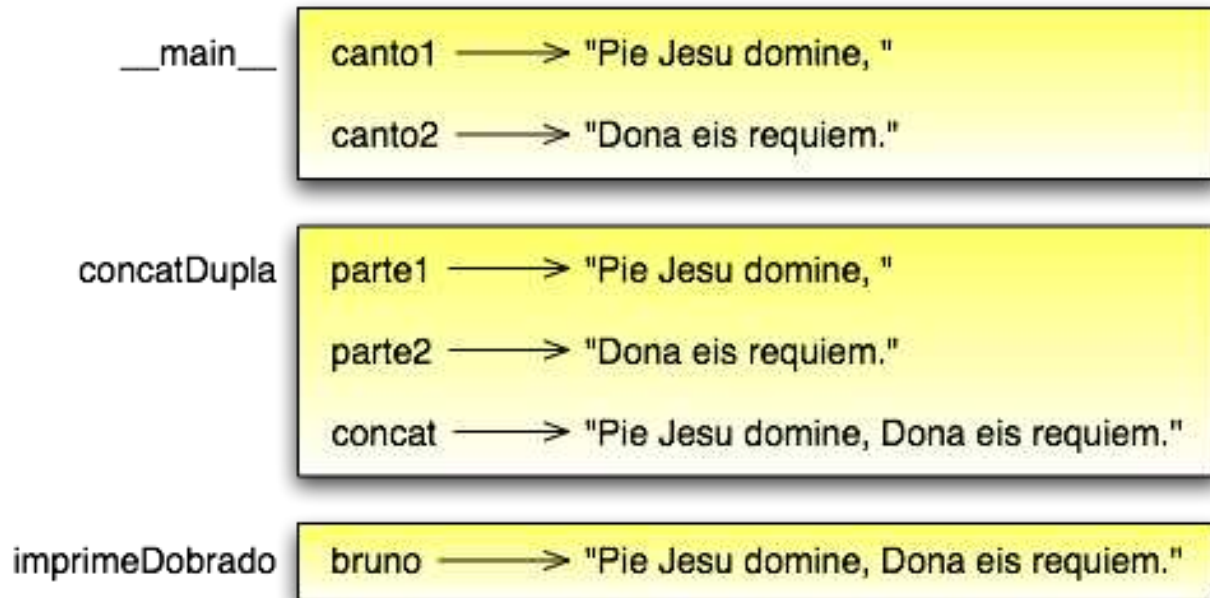 __main__ canto1 "Pie Jesu domine, "
canto2 "Dona eis requiem."
concatDupla parte1 "Pie Jesu domine, "
parte2 "Dona eis requiem."
concat "Pie Jesu domine, Dona eis requiem."
imprimeDobrado bruno "Pie Jesu domine, Dona eis requiem."